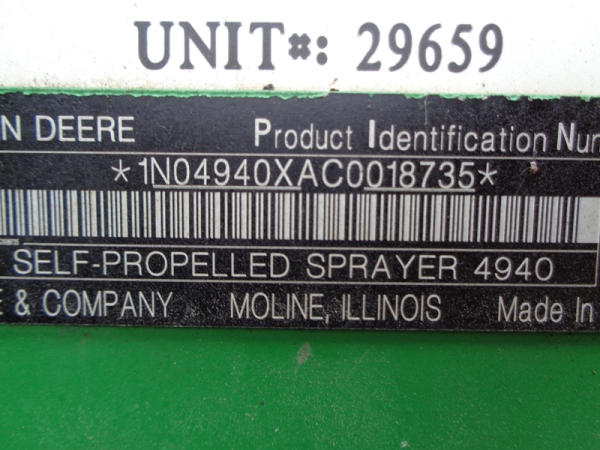 UNIT#: 29659
N DEERE Product Identification Nu
*1N04940XAC0018735*
SELF-PROPELLED SPRAYER 4940
E & COMPANY MOLINE, ILLINOIS Made In